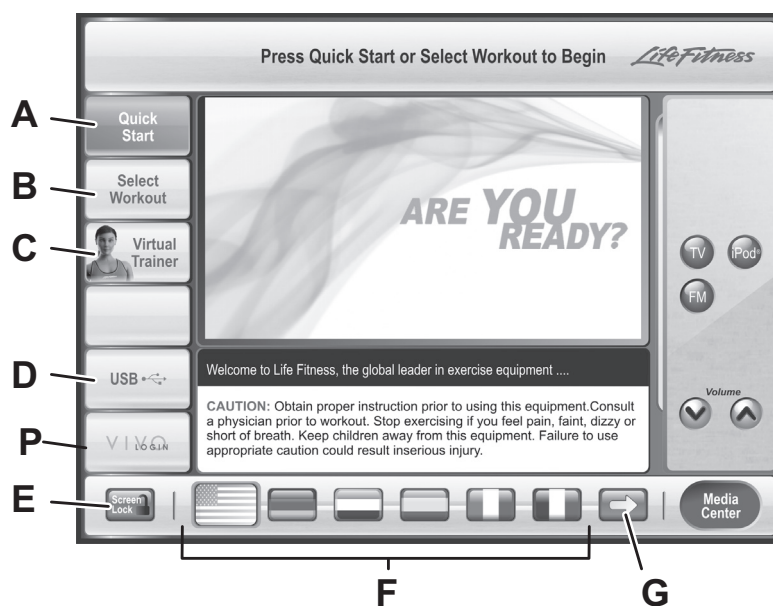 Press Quick Start or Select Workout to Begin
LifeFitness
A
Quick
Start
B
Select
Workout
C
Virtual
Trainer
ARE YOU
READY?
TV
iPod®
FM
D
USB
Welcome to Life Fitness, the global leader in exercise equipment ....
CAUTION: Obtain proper instruction prior to using this equipment.Consult
a physician prior to workout. Stop exercising if you feel pain, faint, dizzy or
short of breath. Keep children away from this equipment. Failure to use
appropriate caution could result inserious injury.
Volume
P
VIVO
LOGIN
E
Screen
Lock
Media
Center
F
G